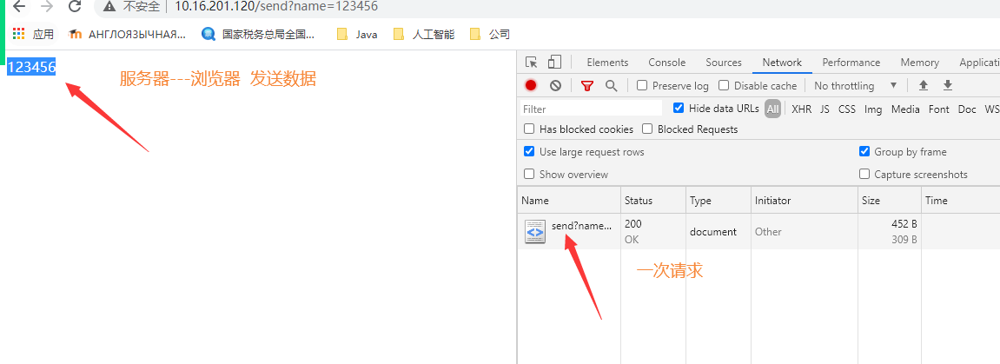 不安全 10.16.201.120/send?name=123456
应用 АНГЛОЯЗЫЧНАЯ... 国家税务总局全国... Java 人工智能 公司
123456
服务器---浏览器 发送数据
Elements Console Sources Network Performance Memory Applicati
Preserve log Disable cache No throttling
Filter Hide data URLs All XHR JS CSS Img Media Font Doc WS
Has blocked cookies Blocked Requests
Use large request rows Group by frame
Show overview Capture screenshots
Name Status Type Initiator Size Time
send?name... 200 OK document Other 452 B 309 B
一次请求